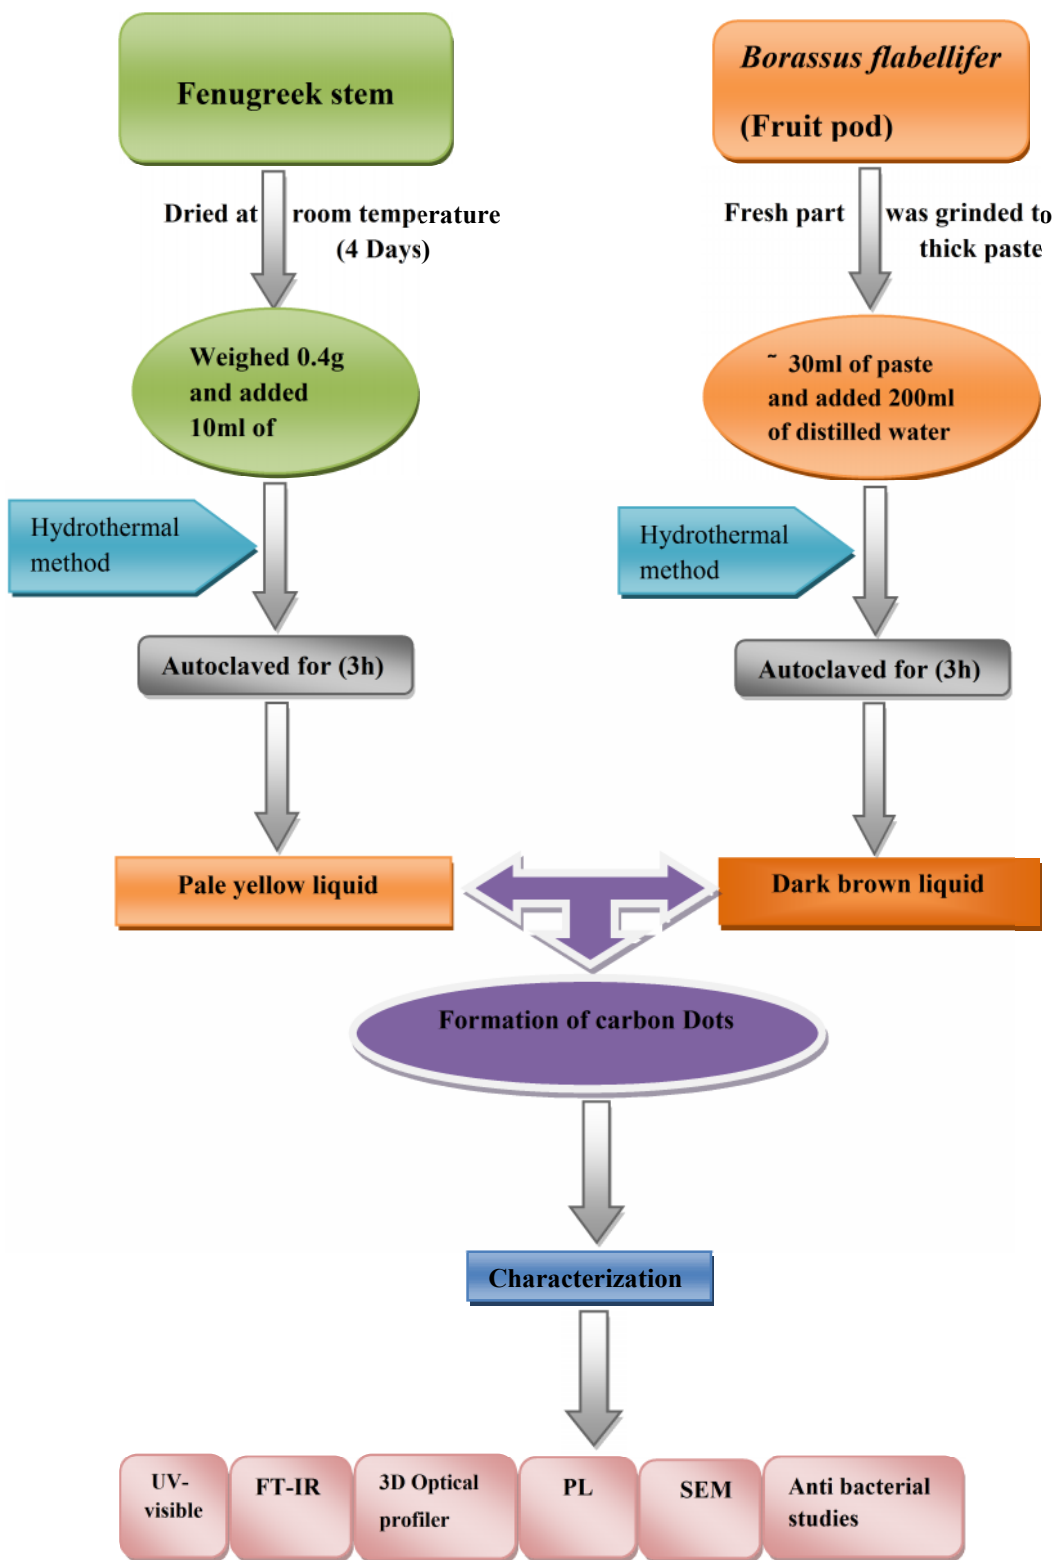 Fenugreek stem
Borassus flabellifer
(Fruit pod)
Dried at room temperature
(4 Days)
Fresh part was grinded to
thick paste
Weighed 0.4g
and added
10ml of
~ 30ml of paste
and added 200ml
of distilled water
Hydrothermal
method
Hydrothermal
method
Autoclaved for (3h)
Autoclaved for (3h)
Pale yellow liquid
Dark brown liquid
Formation of carbon Dots
Characterization
UV-
visible
FT-IR
3D Optical
profiler
PL
SEM
Anti bacterial
studies